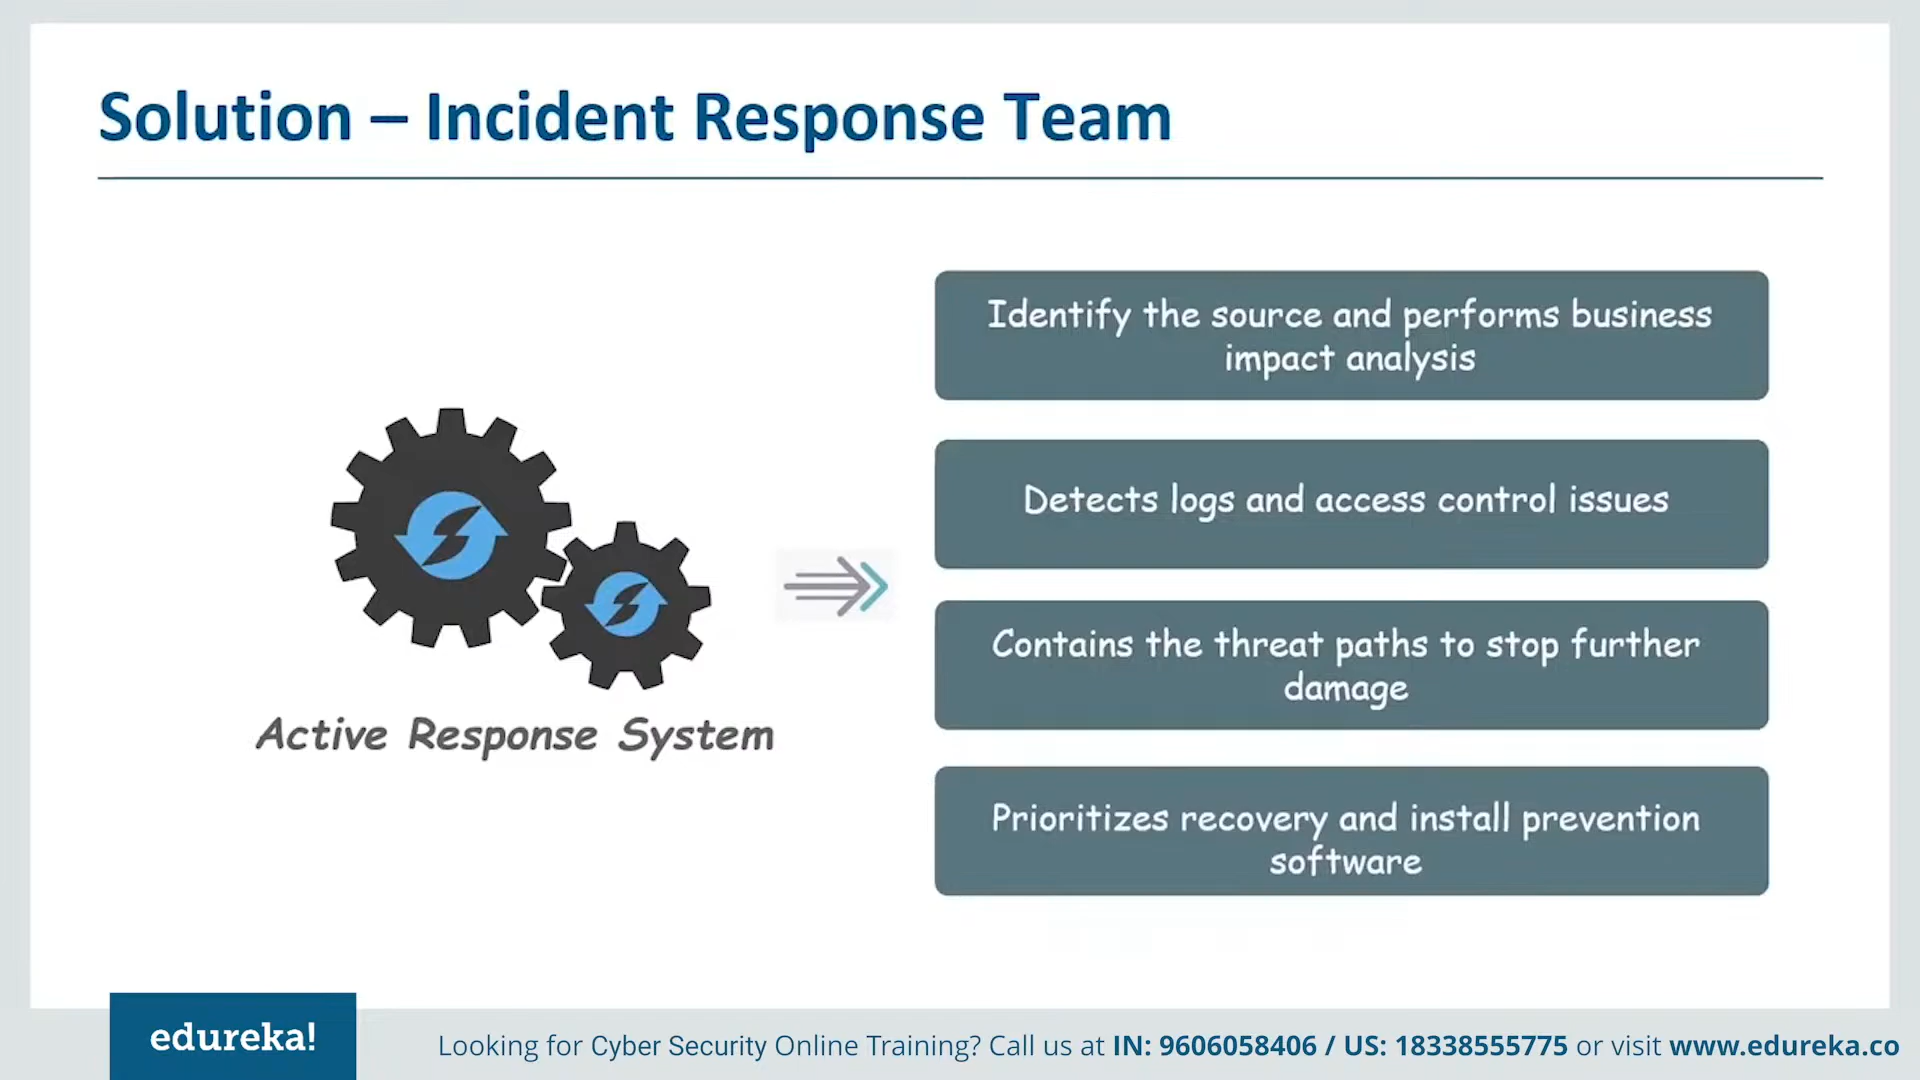 Solution – Incident Response Team
Identify the source and performs business
impact analysis
Detects logs and access control issues
Contains the threat paths to stop further
damage
Prioritizes recovery and install prevention
software
Active Response System
edureka!
Looking for Cyber Security Online Training? Call us at IN: 9606058406 / US: 18338555775 or visit www.edureka.co